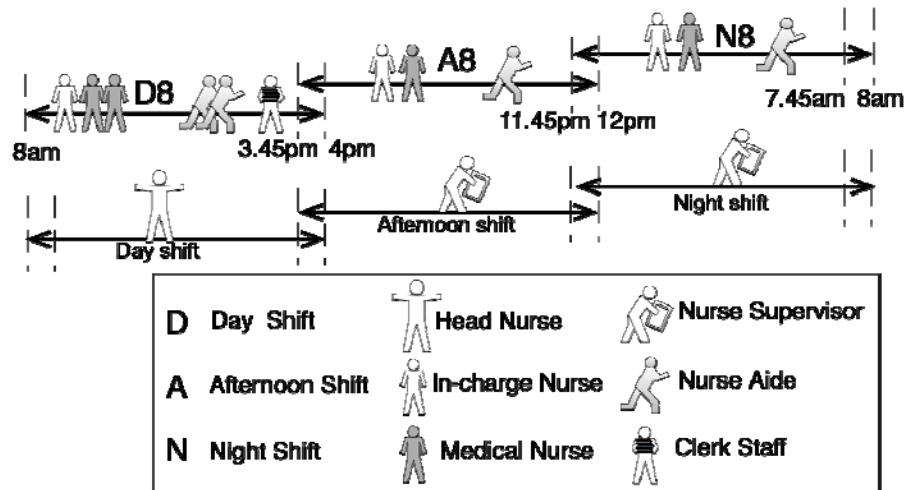 N8
A8
D8
7.45am 8am
11.45pm 12pm
8am
3.45pm 4pm
Night shift
Afternoon shift
Day shift
D Day Shift Head Nurse Nurse Supervisor
A Afternoon Shift In-charge Nurse Nurse Aide
N Night Shift Medical Nurse Clerk Staff